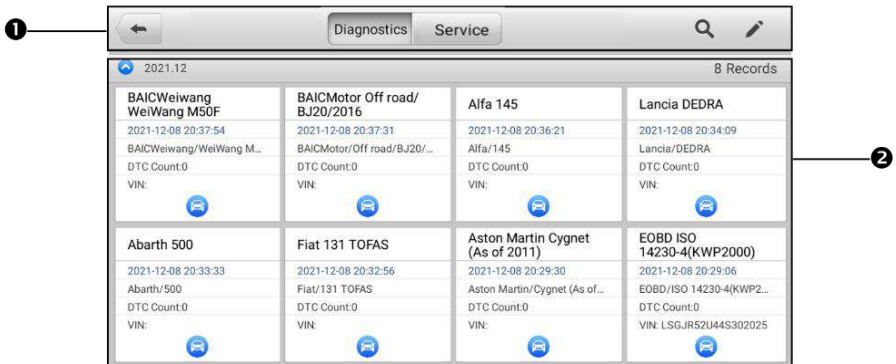 ❶
Diagnostics Service
2021.12 8 Records
BAICWeiwang
WeiWang M50F
2021-12-08 20:37:54
BAICWeiwang/WeiWang M...
DTC Count:0
VIN:
BAICMotor Off road/
BJ20/2016
2021-12-08 20:37:31
BAICMotor/Off road/BJ20/...
DTC Count:0
VIN:
Alfa 145
2021-12-08 20:36:21
Alfa/145
DTC Count:0
VIN:
Lancia DEDRA
2021-12-08 20:34:09
Lancia/DEDRA
DTC Count:0
VIN:
❷
Abarth 500
2021-12-08 20:33:33
Abarth/500
DTC Count:0
VIN:
Fiat 131 TOFAS
2021-12-08 20:32:56
Fiat/131 TOFAS
DTC Count:0
VIN:
Aston Martin Cygnet
(As of 2011)
2021-12-08 20:29:30
Aston Martin/Cygnet (As of...
DTC Count:0
VIN:
EOBD ISO
14230-4(KWP2000)
2021-12-08 20:29:06
EOBD/ISO 14230-4(KWP2...
DTC Count:0
VIN: LSGJR52U44S302025